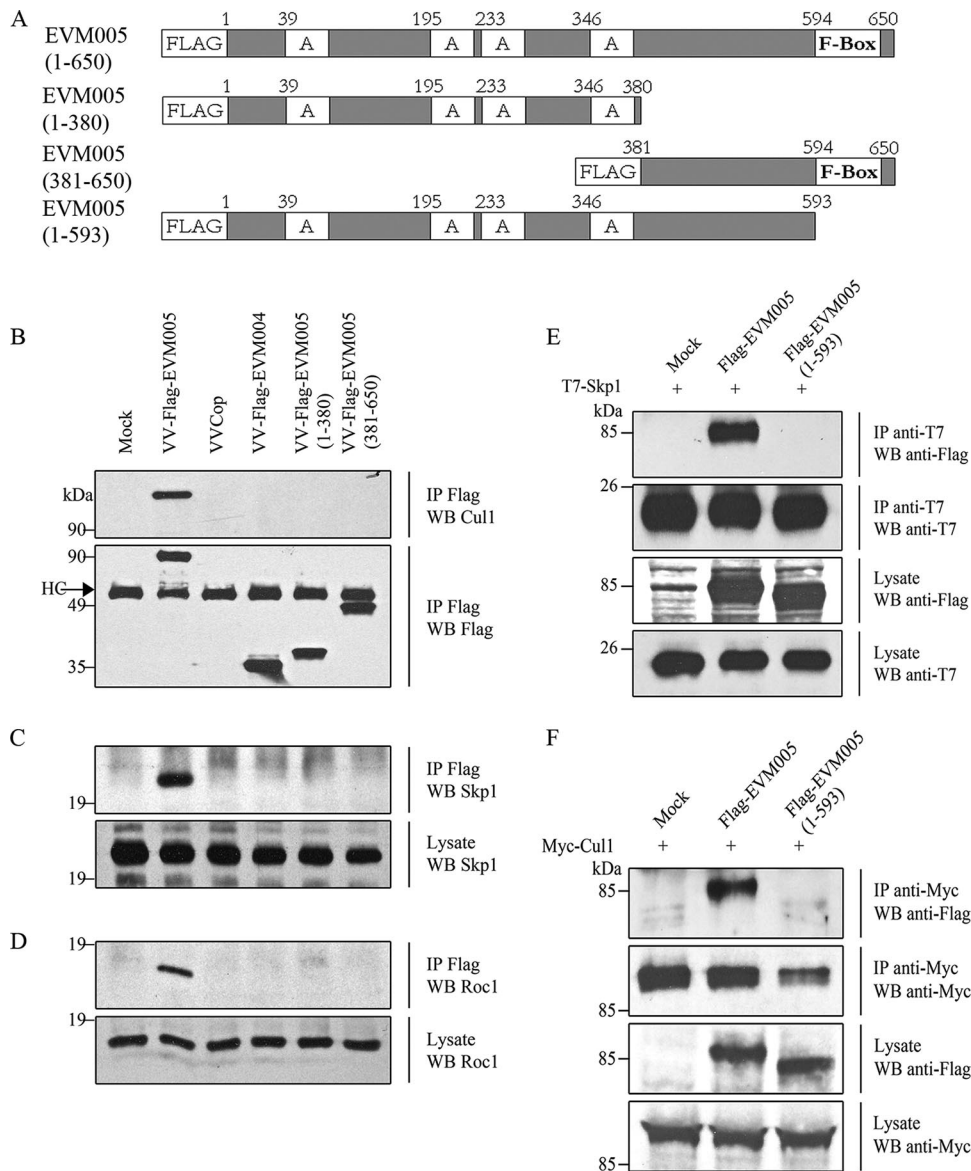 A
EVM005
(1-650)
1 39 195 233 346 594 650
FLAG A A A A F-Box
EVM005
(1-380)
1 39 195 233 346 380
FLAG A A A A
EVM005
(381-650)
381 594 650
FLAG F-Box
EVM005
(1-593)
1 39 195 233 346 593
FLAG A A A A
B
Mock
VV-Flag-EVM005
VVCop
VV-Flag-EVM004
VV-Flag-EVM005
(1-380)
VV-Flag-EVM005
(381-650)
kDa
90
IP Flag
WB Cul1
90
HC
49
35
IP Flag
WB Flag
C
19
IP Flag
WB Skp1
19
Lysate
WB Skp1
D
19
IP Flag
WB Roc1
19
Lysate
WB Roc1
E
Mock
Flag-EVM005
Flag-EVM005
(1-593)
T7-Skp1 + + +
kDa
85
IP anti-T7
WB anti-Flag
26
IP anti-T7
WB anti-T7
85
Lysate
WB anti-Flag
26
Lysate
WB anti-T7
F
Mock
Flag-EVM005
Flag-EVM005
(1-593)
Myc-Cul1 + + +
kDa
85
IP anti-Myc
WB anti-Flag
85
IP anti-Myc
WB anti-Myc
85
Lysate
WB anti-Flag
85
Lysate
WB anti-Myc